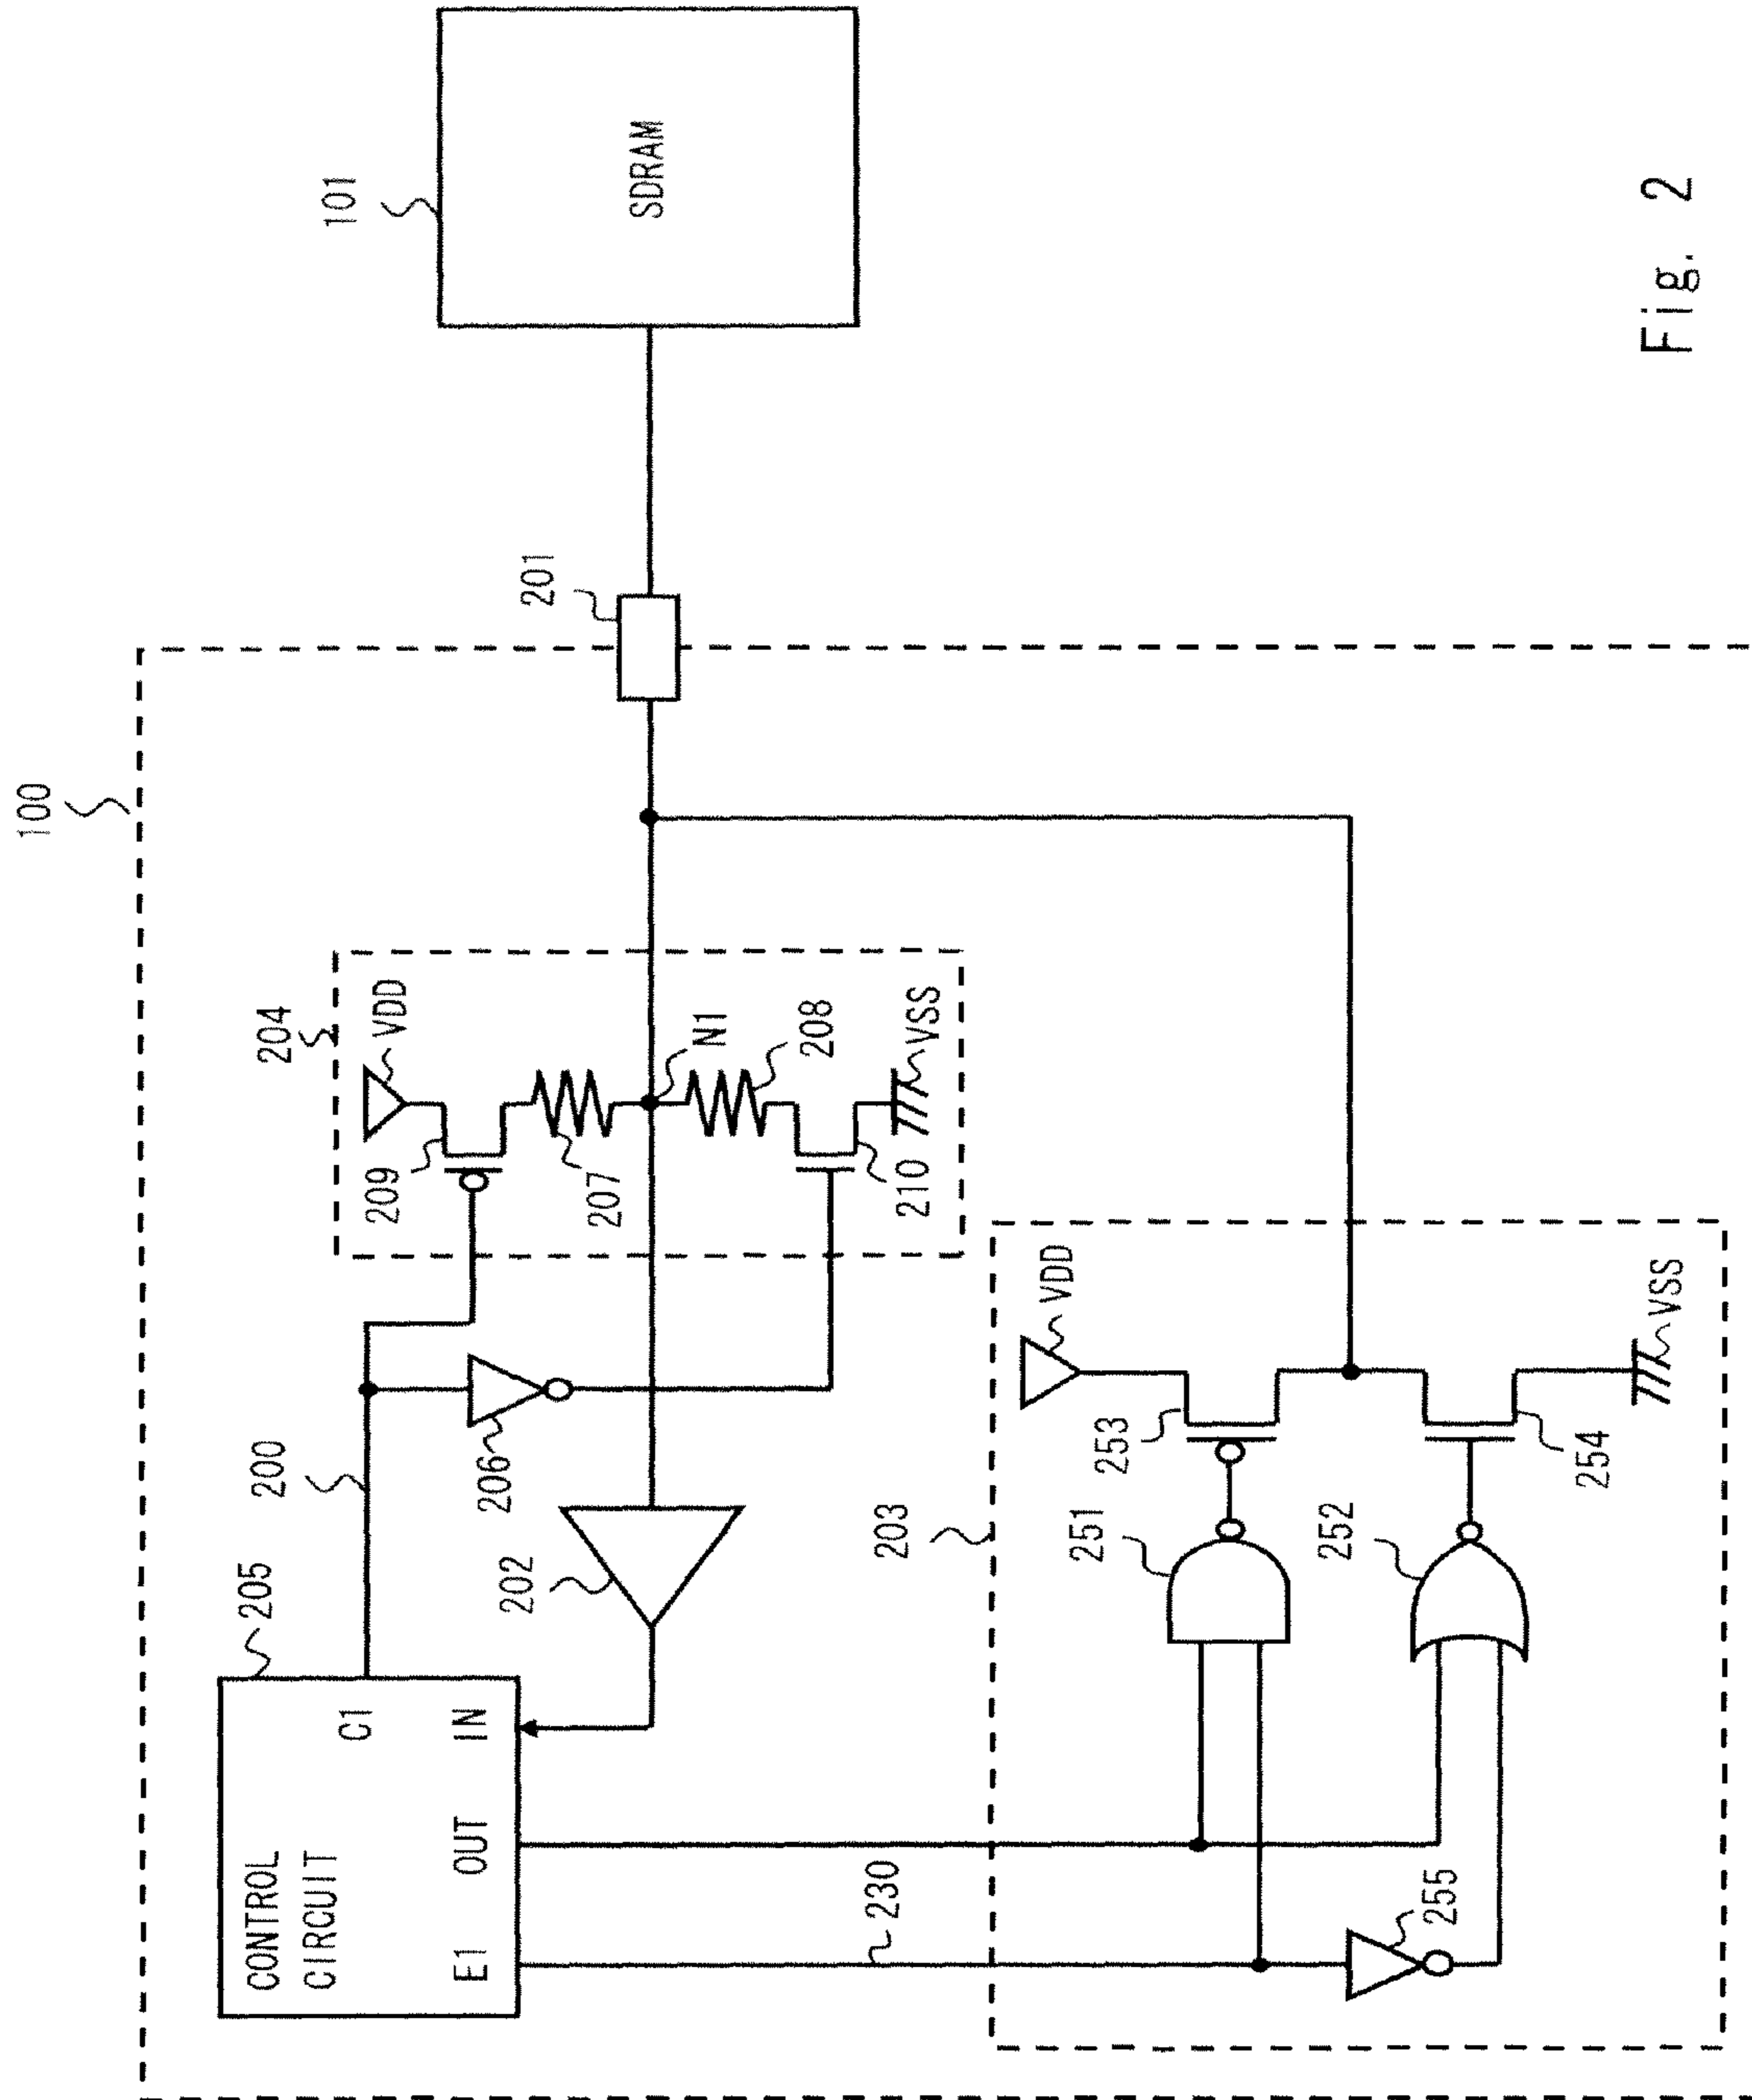 100
101
SDRAM
201
204
VDD
209
207
N1
208
210
VSS
200
206
202
205
CONTROL
CIRCUIT
C1
IN
OUT
E1
230
203
VDD
253
251
252
254
VSS
255
Fig. 2